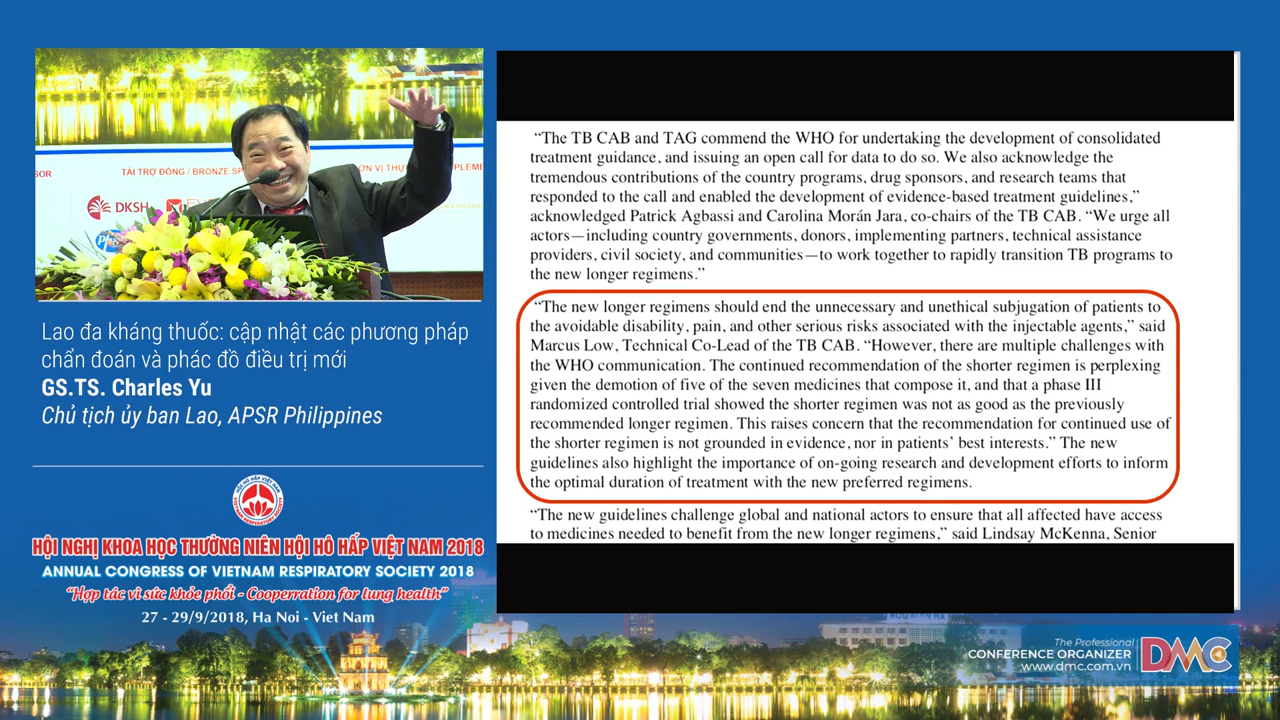 SOR
TÀI TRỢ ĐỒNG / BRONZE SP
DKSH
Lao đa kháng thuốc: cập nhật các phương pháp
chẩn đoán và phác đồ điều trị mới
GS.TS. Charles Yu
Chủ tịch ủy ban Lao, APSR Philippines
HỘI HÔ HẤP VIỆT NAM
VIETNAM RESPIRATORY SOCIETY
HỘI NGHỊ KHOA HỌC THƯỜNG NIÊN HỘI HÔ HẤP VIỆT NAM 2018
ANNUAL CONGRESS OF VIETNAM RESPIRATORY SOCIETY 2018
“Hợp tác vì sức khỏe phổi - Cooperration for lung health”
27 - 29/9/2018, Ha Noi - Viet Nam
“The TB CAB and TAG commend the WHO for undertaking the development of consolidated
treatment guidance, and issuing an open call for data to do so. We also acknowledge the
tremendous contributions of the country programs, drug sponsors, and research teams that
responded to the call and enabled the development of evidence-based treatment guidelines,”
acknowledged Patrick Agbassi and Carolina Morán Jara, co-chairs of the TB CAB. “We urge all
actors—including country governments, donors, implementing partners, technical assistance
providers, civil society, and communities—to work together to rapidly transition TB programs to
the new longer regimens.”
“The new longer regimens should end the unnecessary and unethical subjugation of patients to
the avoidable disability, pain, and other serious risks associated with the injectable agents,” said
Marcus Low, Technical Co-Lead of the TB CAB. “However, there are multiple challenges with
the WHO communication. The continued recommendation of the shorter regimen is perplexing
given the demotion of five of the seven medicines that compose it, and that a phase III
randomized controlled trial showed the shorter regimen was not as good as the previously
recommended longer regimen. This raises concern that the recommendation for continued use of
the shorter regimen is not grounded in evidence, nor in patients’ best interests.” The new
guidelines also highlight the importance of on-going research and development efforts to inform
the optimal duration of treatment with the new preferred regimens.
“The new guidelines challenge global and national actors to ensure that all affected have access
to medicines needed to benefit from the new longer regimens,” said Lindsay McKenna, Senior
The Professional
CONFERENCE ORGANIZER
www.dmc.com.vn
DMC